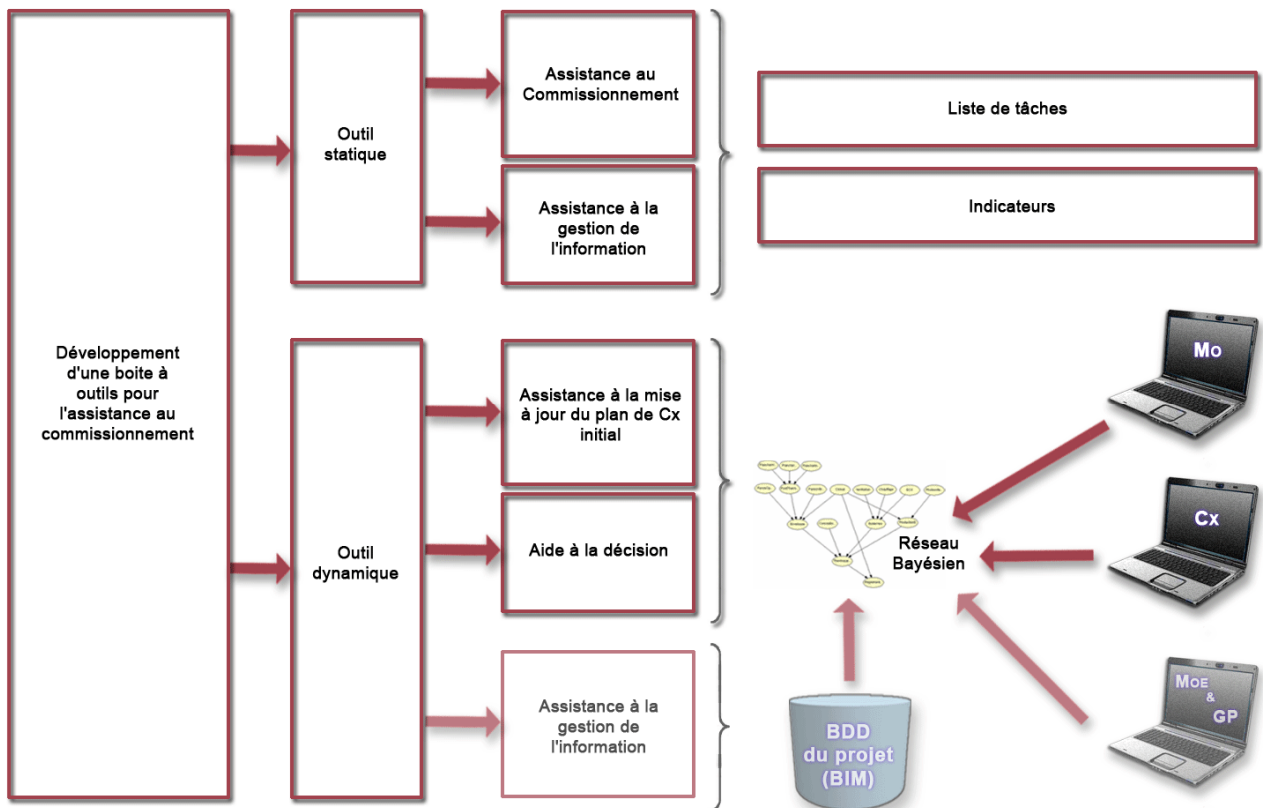 Développement
d'une boite à
outils pour
l'assistance au
commissionnement
Outil
statique
Assistance au
Commissionnement
Assistance à la
gestion de
l'information
Liste de tâches
Indicateurs
Outil
dynamique
Assistance à la mise
à jour du plan de Cx
initial
Aide à la décision
Assistance à la
gestion de
l'information
Réseau
Bayésien
BDD
du projet
(BIM)
MO
CX
MOE
&
GP